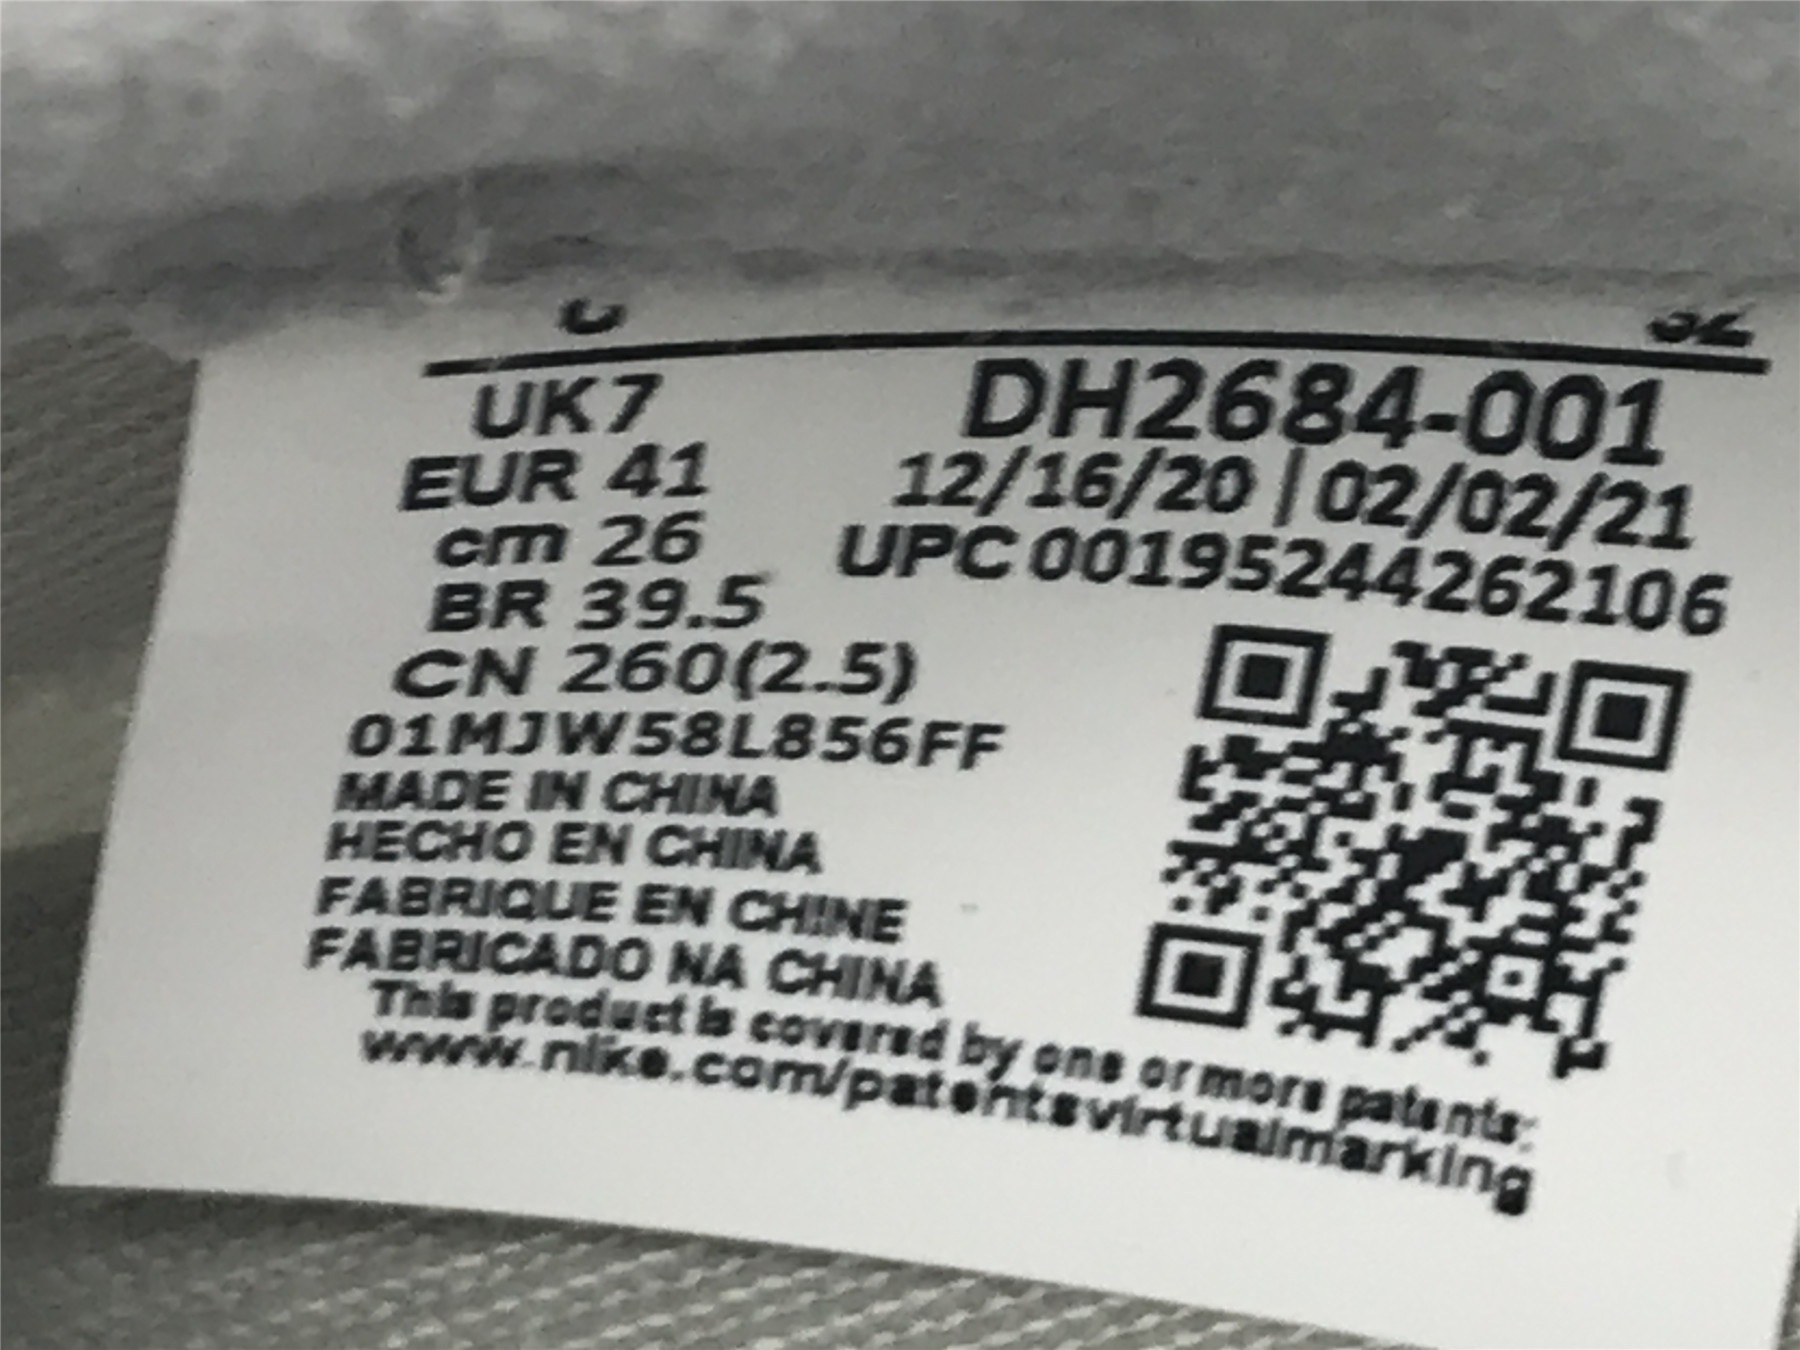 UK 7
EUR 41
cm 26
BR 39.5
CN 260(2.5)
DH2684-001
12/16/20 | 02/02/21
UPC 00195244262106
01MJW58L856FF
MADE IN CHINA
HECHO EN CHINA
FABRIQUE EN CHINE
FABRICADO NA CHINA
This product is covered by one or more patents:
www.nike.com/patentsvirtualmarking